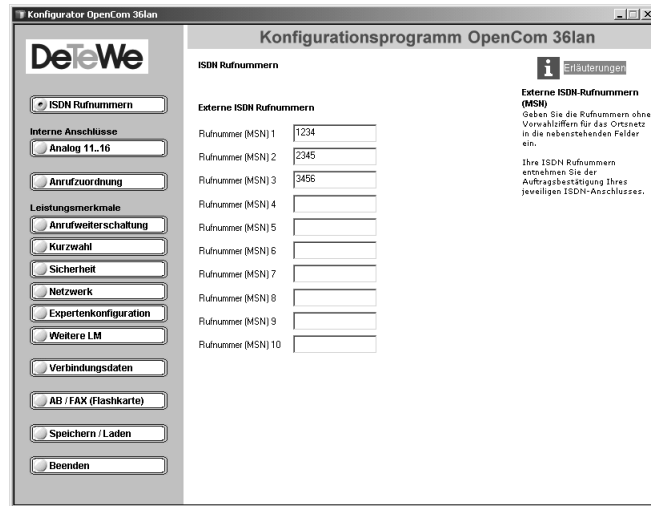 Konfigurator OpenCom 36lan
Konfigurationsprogramm OpenCom 36lan
DeTeWe
ISDN Rufnummern
Interne Anschlüsse
Analog 11..16
Anrufzuordnung
Leistungsmerkmale
Anrufweiterschaltung
Kurzwahl
Sicherheit
Netzwerk
Expertenkonfiguration
Weitere LM
Verbindungsdaten
AB / FAX (Flashkarte)
Speichern / Laden
Beenden
ISDN Rufnummern
Externe ISDN Rufnummern
Rufnummer (MSN) 1 1234
Rufnummer (MSN) 2 2345
Rufnummer (MSN) 3 3456
Rufnummer (MSN) 4
Rufnummer (MSN) 5
Rufnummer (MSN) 6
Rufnummer (MSN) 7
Rufnummer (MSN) 8
Rufnummer (MSN) 9
Rufnummer (MSN) 10
i Erläuterungen
Externe ISDN-Rufnummern
(MSN)
Geben Sie die Rufnummern ohne
Vorwahlziffern für das Ortsnetz
in die nebenstehenden Felder
ein.
Ihre ISDN Rufnummern
entnehmen Sie der
Auftragsbestätigung Ihres
jeweiligen ISDN-Anschlusses.